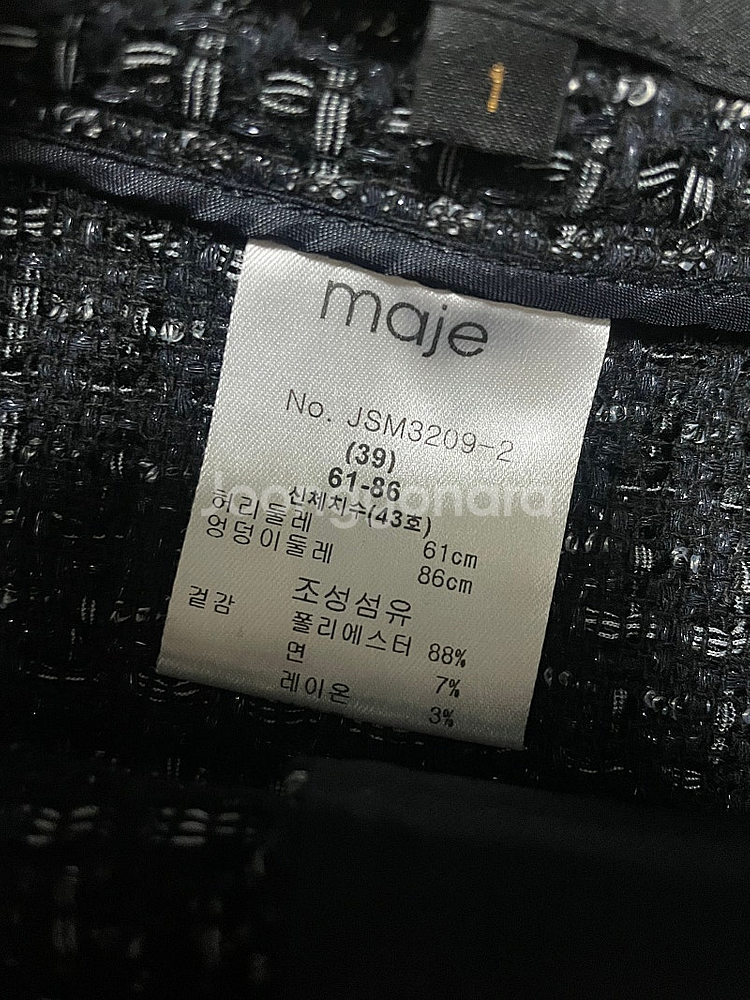 1
maje
No. JSM3209-2
(39)
61-86
신체치수(43호)
허리둘레 61cm
엉덩이둘레 86cm
조성섬유
겉감 폴리에스터 88%
면 7%
레이온 3%
Joonggonara